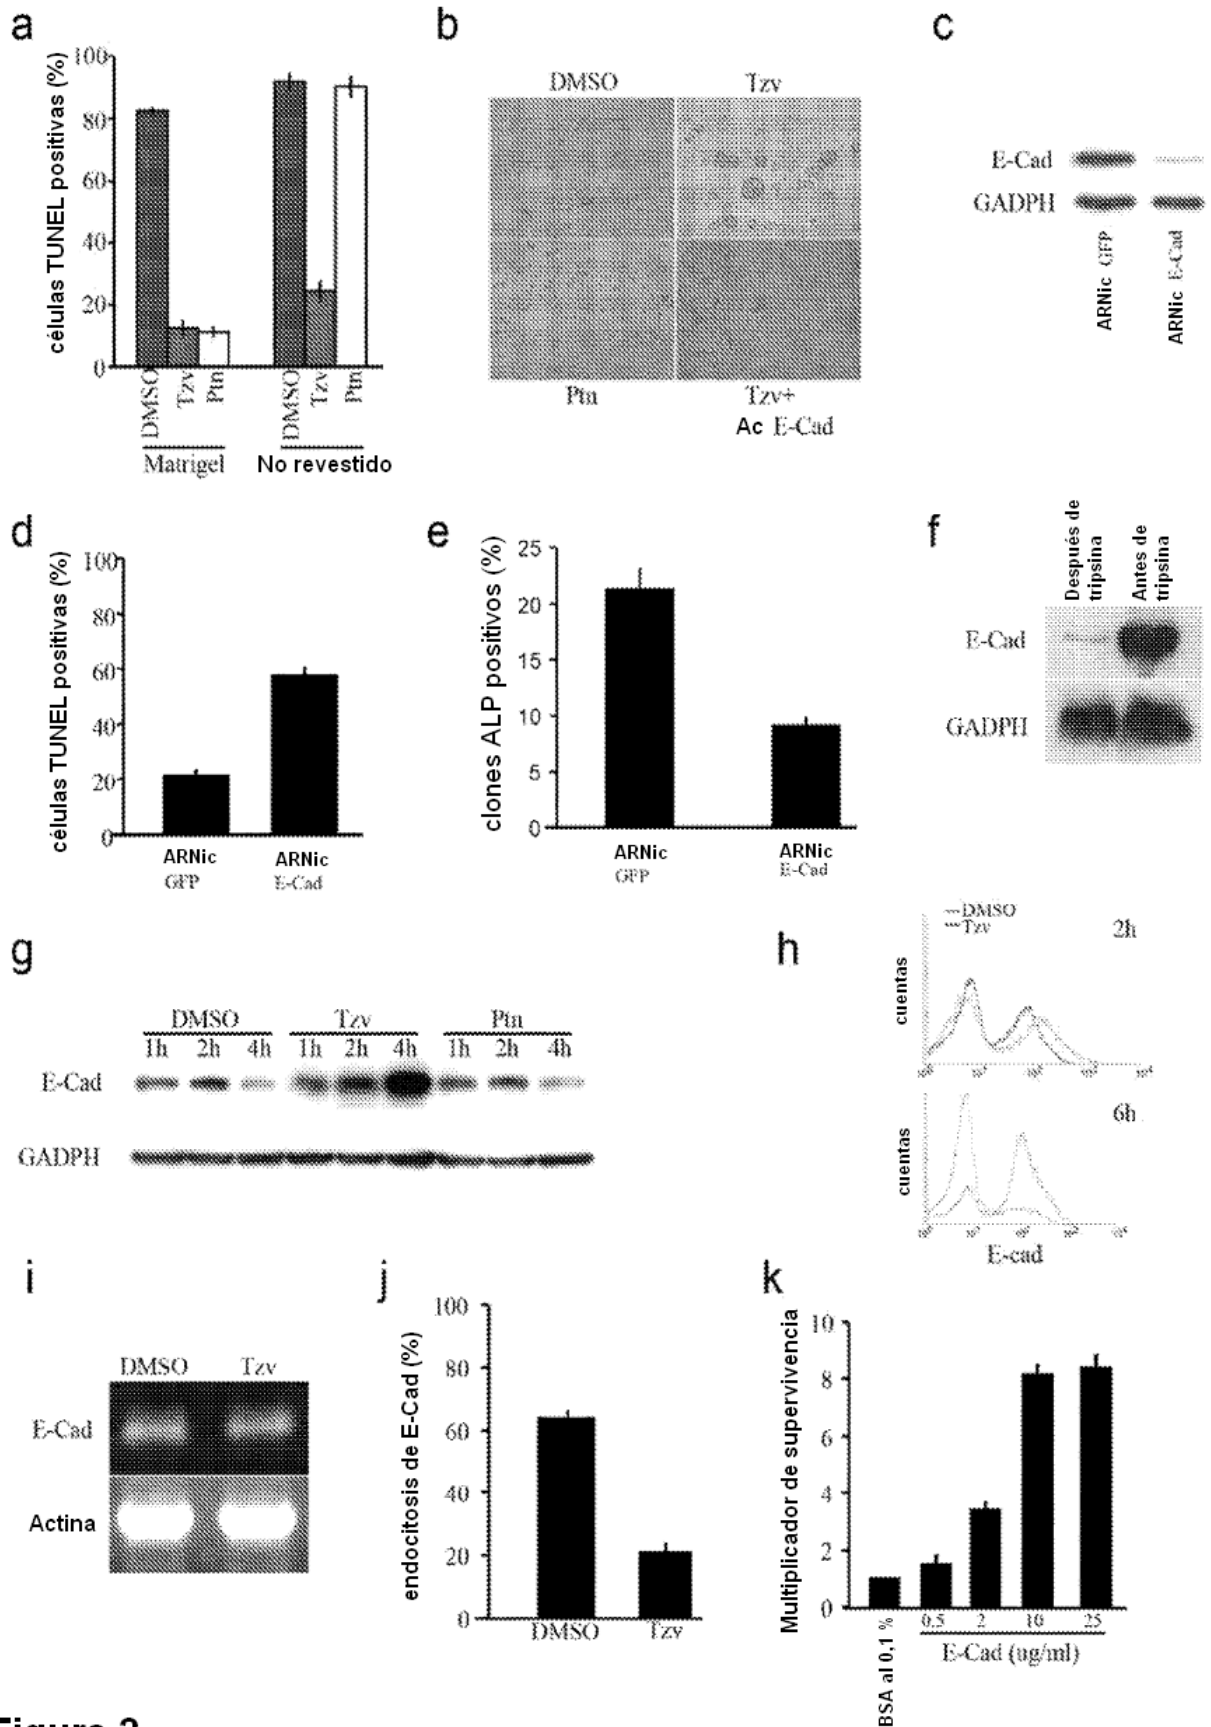 a
células TUNEL positivas (%)
100
80
60
40
20
0
DMSO
Tzv
Ptn
DMSO
Tzv
Ptn
Matrigel
No revestido
b
DMSO
Tzv
Ptn
Tzv+
Ac E-Cad
c
E-Cad
GADPH
ARNic GFP
ARNic E-Cad
d
células TUNEL positivas (%)
100
80
60
40
20
0
ARNic
GFP
ARNic
E-Cad
e
clones ALP positivos (%)
25
20
15
10
5
0
ARNic
GFP
ARNic
E-Cad
f
Después de
tripsina
Antes de
tripsina
E-Cad
GADPH
g
DMSO
Tzv
Ptn
1h 2h 4h 1h 2h 4h 1h 2h 4h
E-Cad
GADPH
h
DMSO
Tzv
2h
cuentas
6h
cuentas
E-cad
i
DMSO
Tzv
E-Cad
Actina
j
endocitosis de E-Cad (%)
100
80
60
40
20
0
DMSO
Tzv
k
Multiplicador de supervivencia
10
8
6
4
2
0
BSA al 0,1 %
0.5
2
10
25
E-Cad (ug/ml)